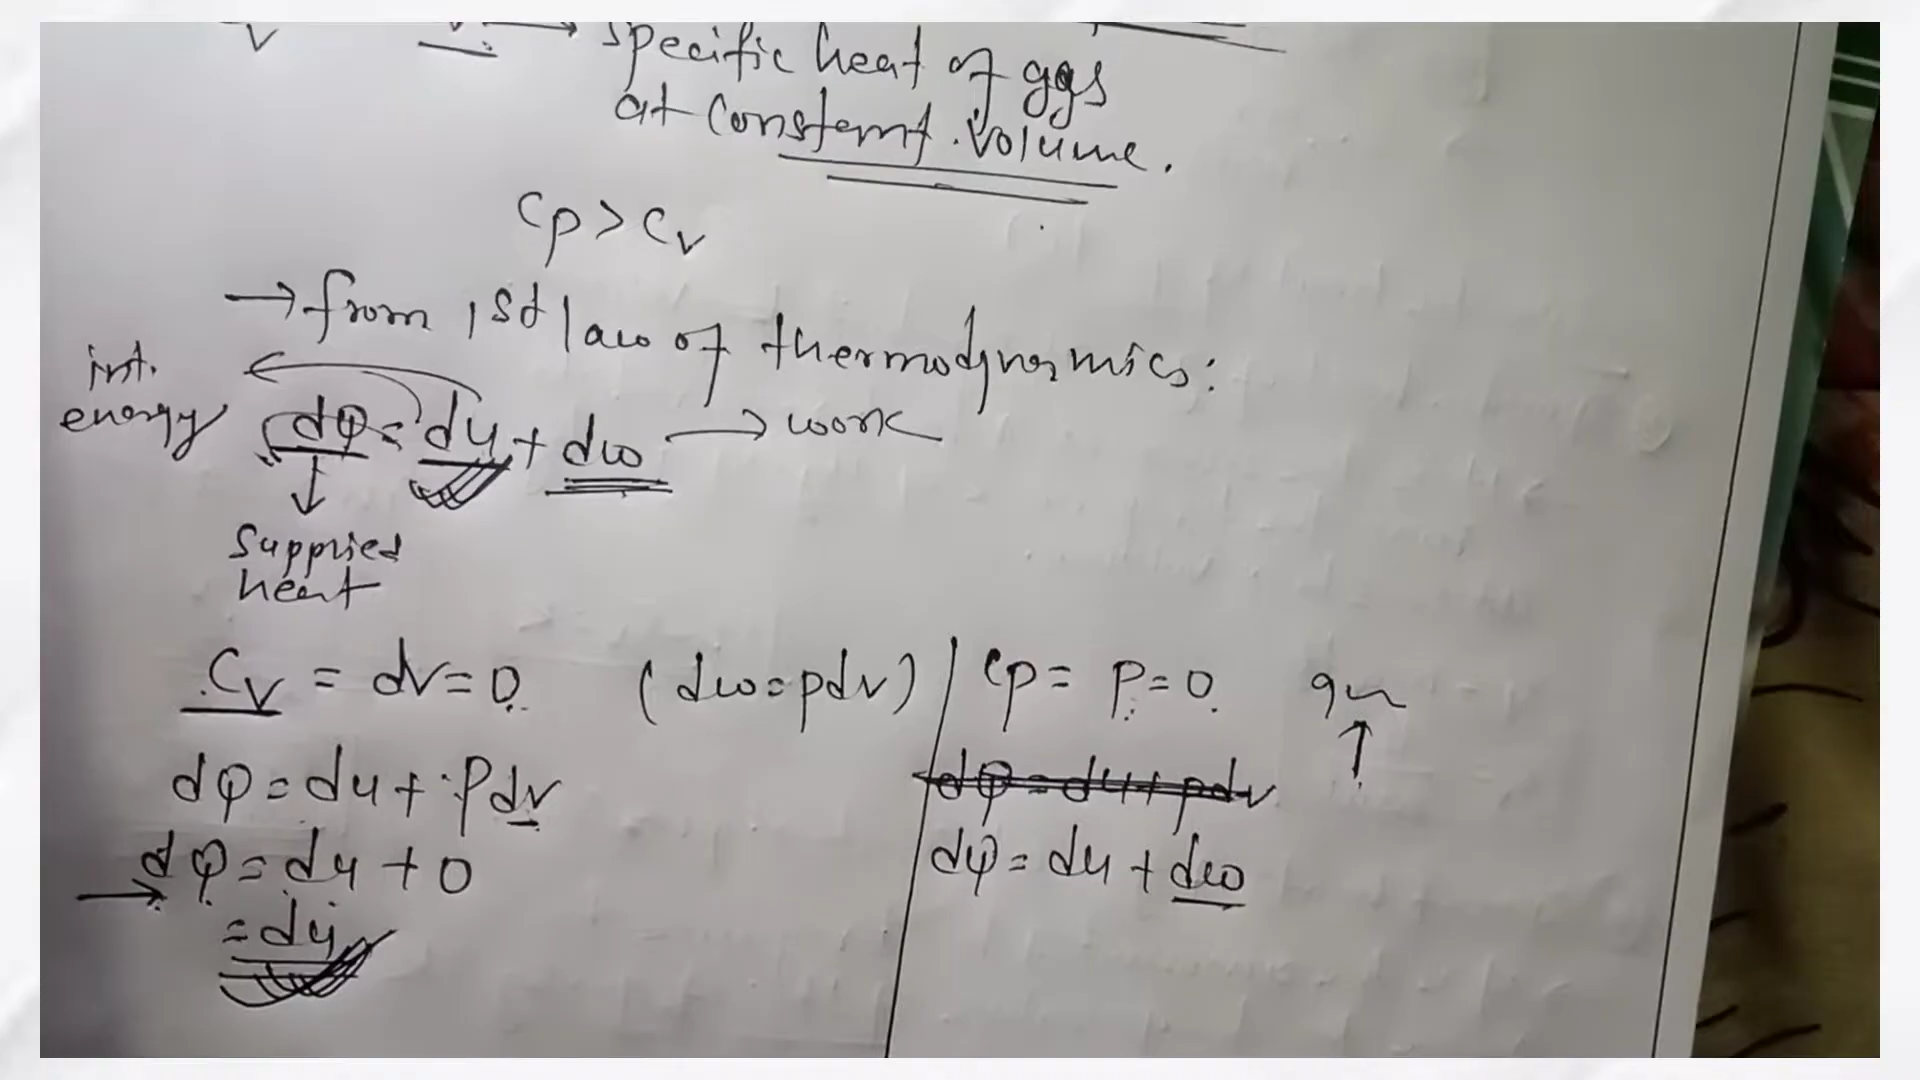 v
→ specific heat of gas
at constant volume.
Cp > Cv
→ from 1st law of thermodynamics:
int.
energy
dQ = du + dw → work
↓
Supplied
heat
Cv = dv = 0 (dw = pdv)
dQ = du + Pdv
→ dQ = du + 0
= du
Cp = P = 0
↑
dQ = du + pdv
dQ = du + dw